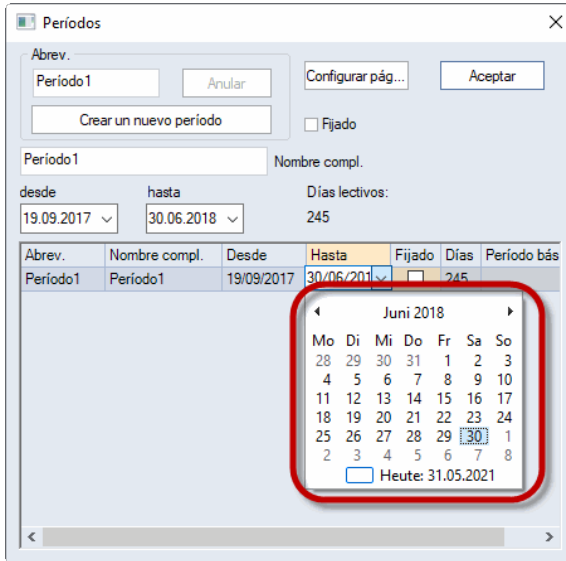 Períodos
Abrev.
Período1 Anular Configurar pág... Aceptar
Crear un nuevo período Fijado
Período1 Nombre compl.
desde hasta Días lectivos:
19.09.2017 30.06.2018 245
Abrev. Nombre compl. Desde Hasta Fijado Días Período bás
Período1 Período1 19/09/2017 30/06/201 245
Juni 2018
Mo Di Mi Do Fr Sa So
28 29 30 31 1 2 3
4 5 6 7 8 9 10
11 12 13 14 15 16 17
18 19 20 21 22 23 24
25 26 27 28 29 30 1
2 3 4 5 6 7 8
Heute: 31.05.2021